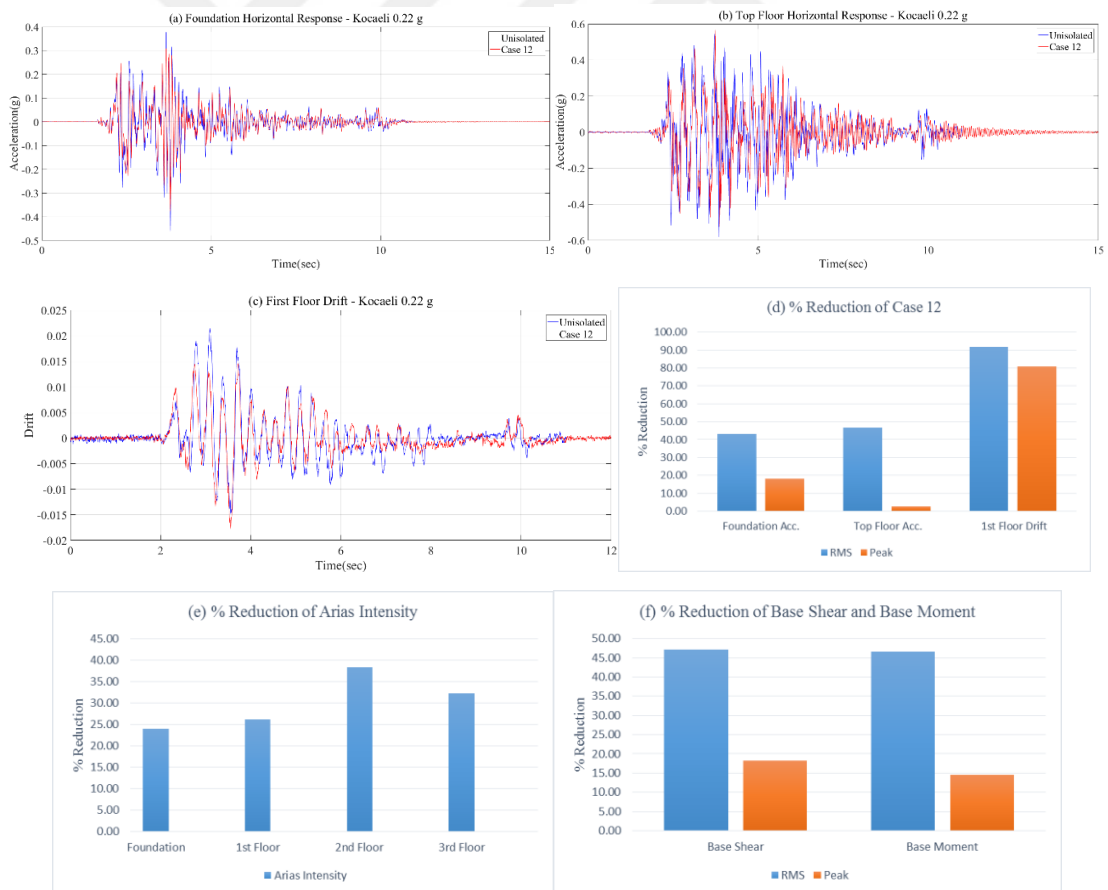 (a) Foundation Horizontal Response - Kocaeli 0.22 g
Unisolated
Case 12
0.4
0.3
0.2
0.1
0
-0.1
-0.2
-0.3
-0.4
-0.5
Acceleration(g)
0
5
10
15
Time(sec)
(b) Top Floor Horizontal Response - Kocaeli 0.22 g
Unisolated
Case 12
0.6
0.4
0.2
0
-0.2
-0.4
-0.6
Acceleration(g)
0
5
10
15
Time(sec)
(c) First Floor Drift - Kocaeli 0.22 g
Unisolated
Case 12
0.025
0.02
0.015
0.01
0.005
0
-0.005
-0.01
-0.015
-0.02
Drift
0
2
4
6
8
10
12
Time(sec)
(d) % Reduction of Case 12
100.00
90.00
80.00
70.00
60.00
50.00
40.00
30.00
20.00
10.00
0.00
% Reduction
Foundation Acc.
Top Floor Acc.
1st Floor Drift
RMS
Peak
(e) % Reduction of Arias Intensity
45.00
40.00
35.00
30.00
25.00
20.00
15.00
10.00
5.00
0.00
% Reduction
Foundation
1st Floor
2nd Floor
3rd Floor
Arias Intensity
(f) % Reduction of Base Shear and Base Moment
50.00
45.00
40.00
35.00
30.00
25.00
20.00
15.00
10.00
5.00
0.00
% Reduction
Base Shear
Base Moment
RMS
Peak